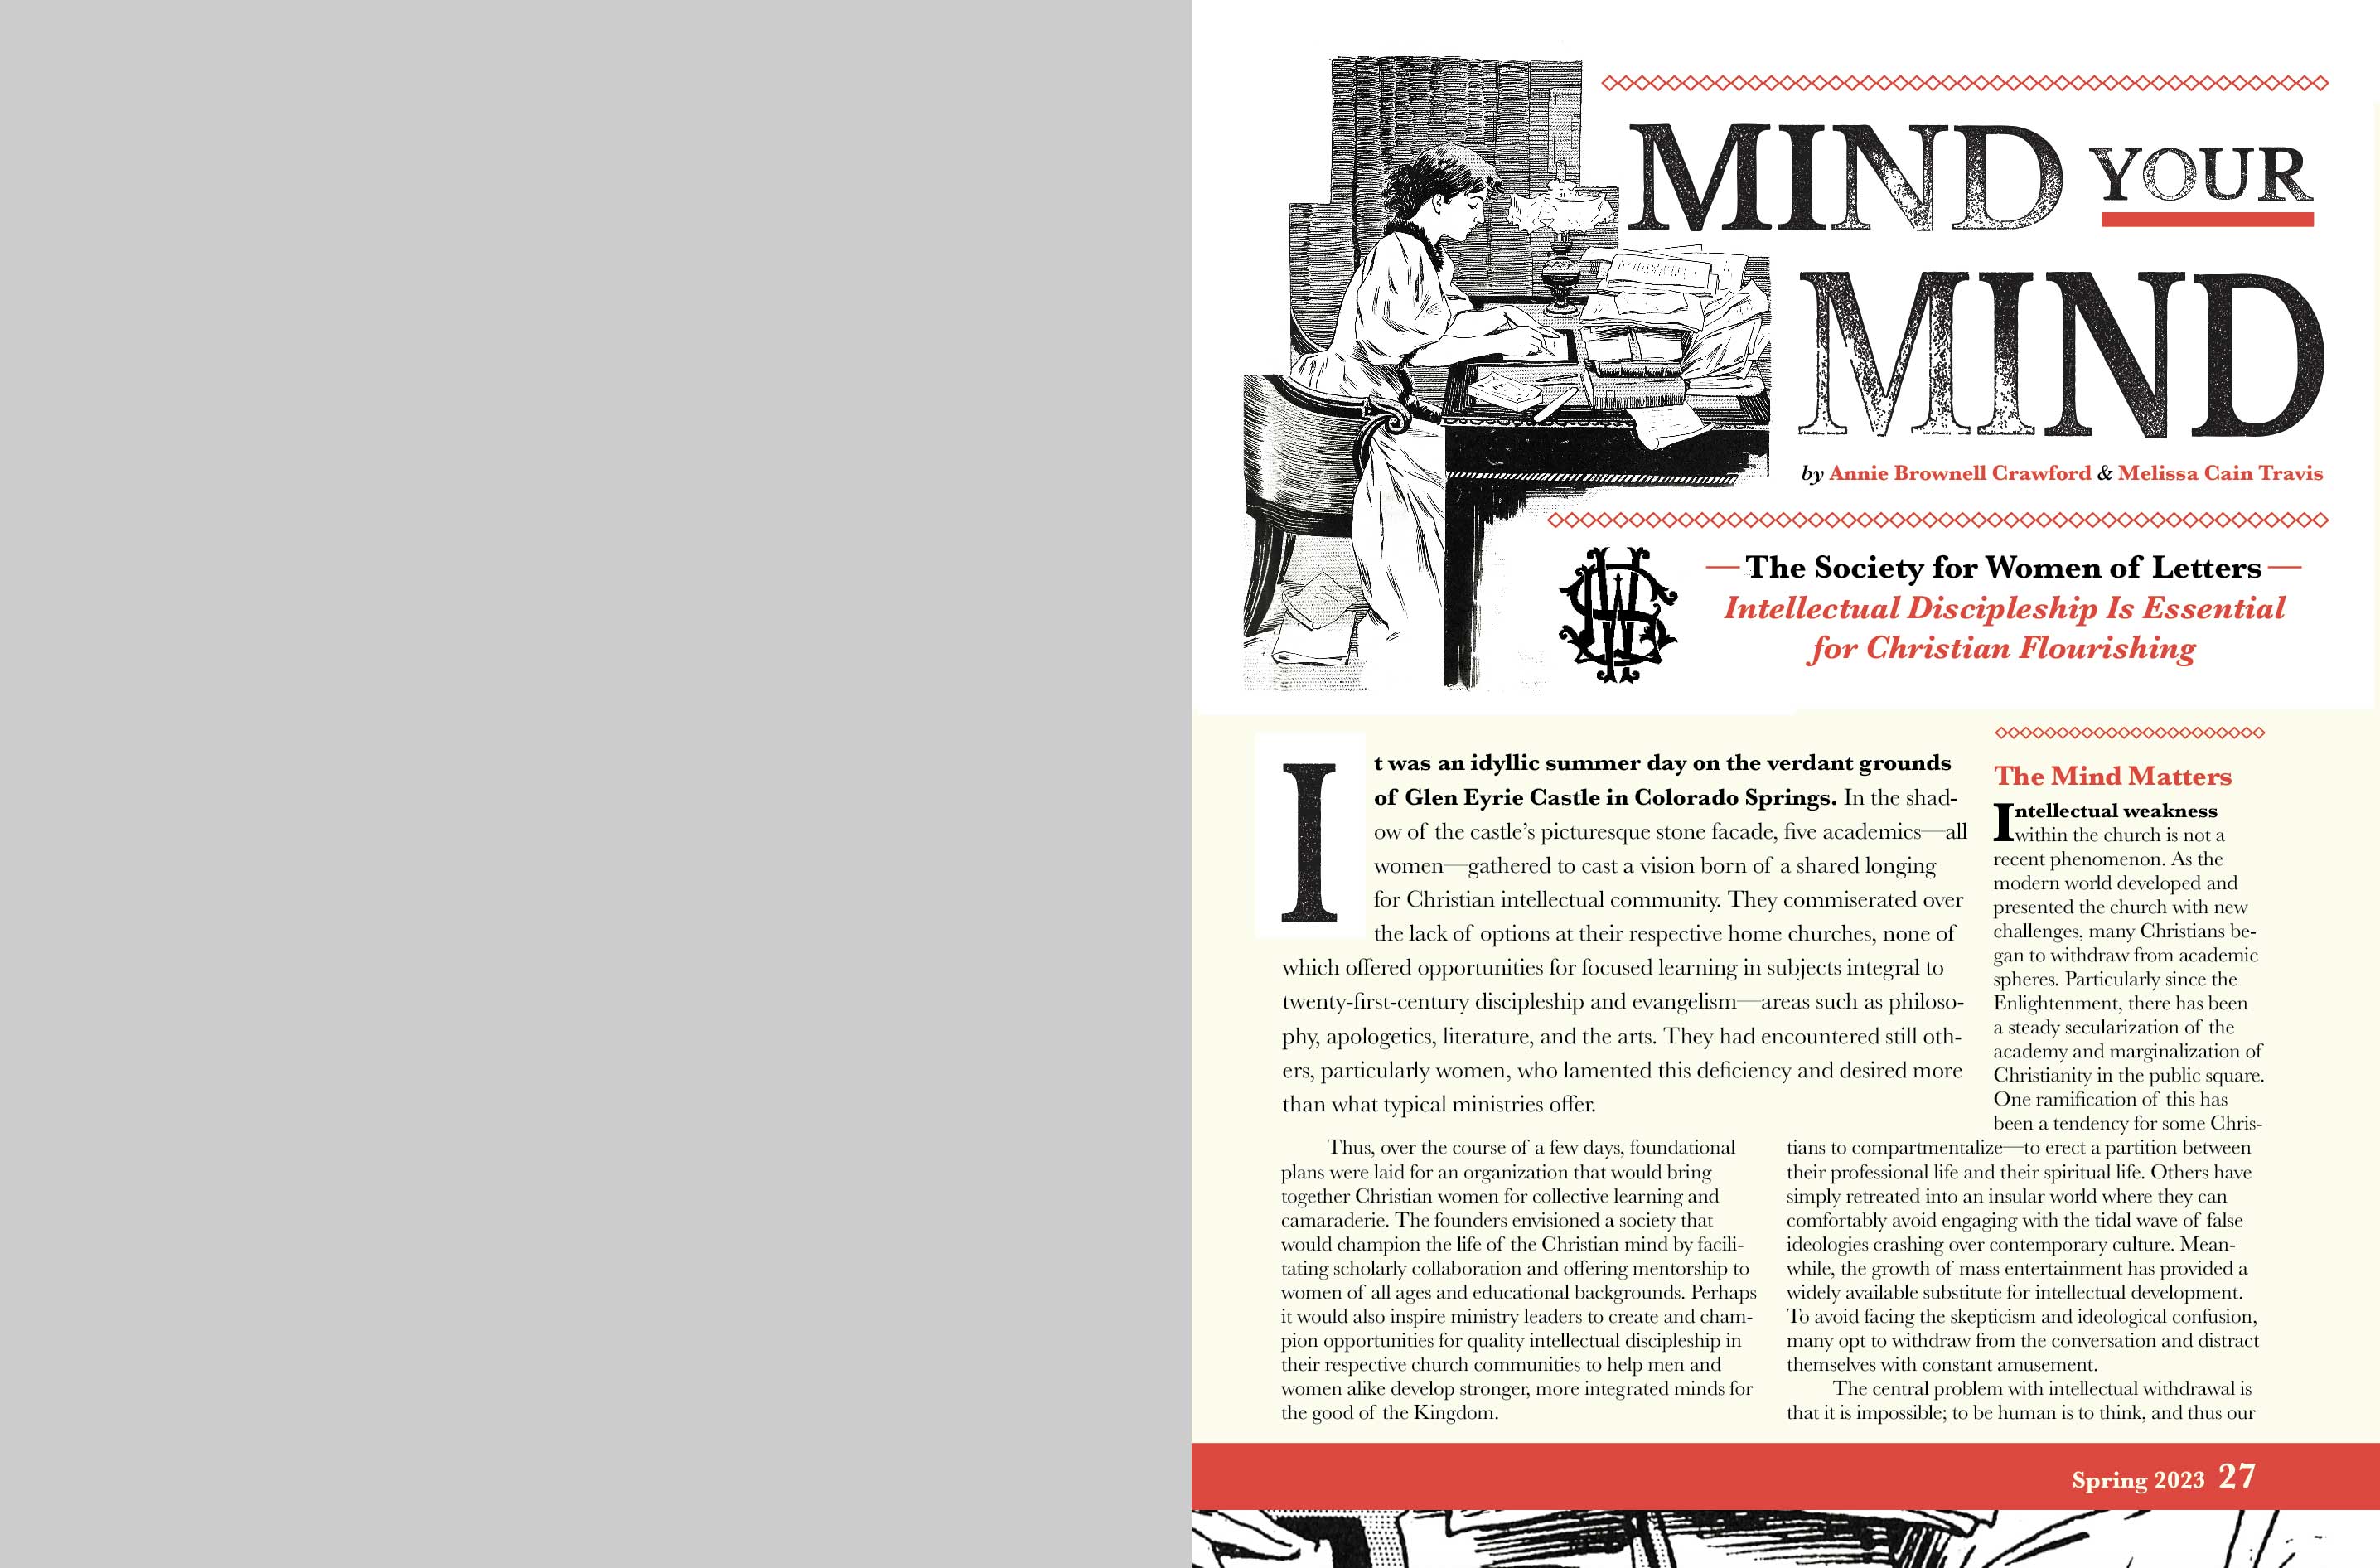 MIND YOUR
MIND
by Annie Brownell Crawford & Melissa Cain Travis
— The Society for Women of Letters —
Intellectual Discipleship Is Essential
for Christian Flourishing
It was an idyllic summer day on the verdant grounds
of Glen Eyrie Castle in Colorado Springs. In the shad-
ow of the castle’s picturesque stone facade, five academics—all
women—gathered to cast a vision born of a shared longing
for Christian intellectual community. They commiserated over
the lack of options at their respective home churches, none of
which offered opportunities for focused learning in subjects integral to
twenty-first-century discipleship and evangelism—areas such as philoso-
phy, apologetics, literature, and the arts. They had encountered still oth-
ers, particularly women, who lamented this deficiency and desired more
than what typical ministries offer.
Thus, over the course of a few days, foundational
plans were laid for an organization that would bring
together Christian women for collective learning and
camaraderie. The founders envisioned a society that
would champion the life of the Christian mind by facili-
tating scholarly collaboration and offering mentorship to
women of all ages and educational backgrounds. Perhaps
it would also inspire ministry leaders to create and cham-
pion opportunities for quality intellectual discipleship in
their respective church communities to help men and
women alike develop stronger, more integrated minds for
the good of the Kingdom.
The Mind Matters
Intellectual weakness
within the church is not a
recent phenomenon. As the
modern world developed and
presented the church with new
challenges, many Christians be-
gan to withdraw from academic
spheres. Particularly since the
Enlightenment, there has been
a steady secularization of the
academy and marginalization of
Christianity in the public square.
One ramification of this has
been a tendency for some Chris-
tians to compartmentalize—to erect a partition between
their professional life and their spiritual life. Others have
simply retreated into an insular world where they can
comfortably avoid engaging with the tidal wave of false
ideologies crashing over contemporary culture. Mean-
while, the growth of mass entertainment has provided a
widely available substitute for intellectual development.
To avoid facing the skepticism and ideological confusion,
many opt to withdraw from the conversation and distract
themselves with constant amusement.
The central problem with intellectual withdrawal is
that it is impossible; to be human is to think, and thus our
Spring 2023 27